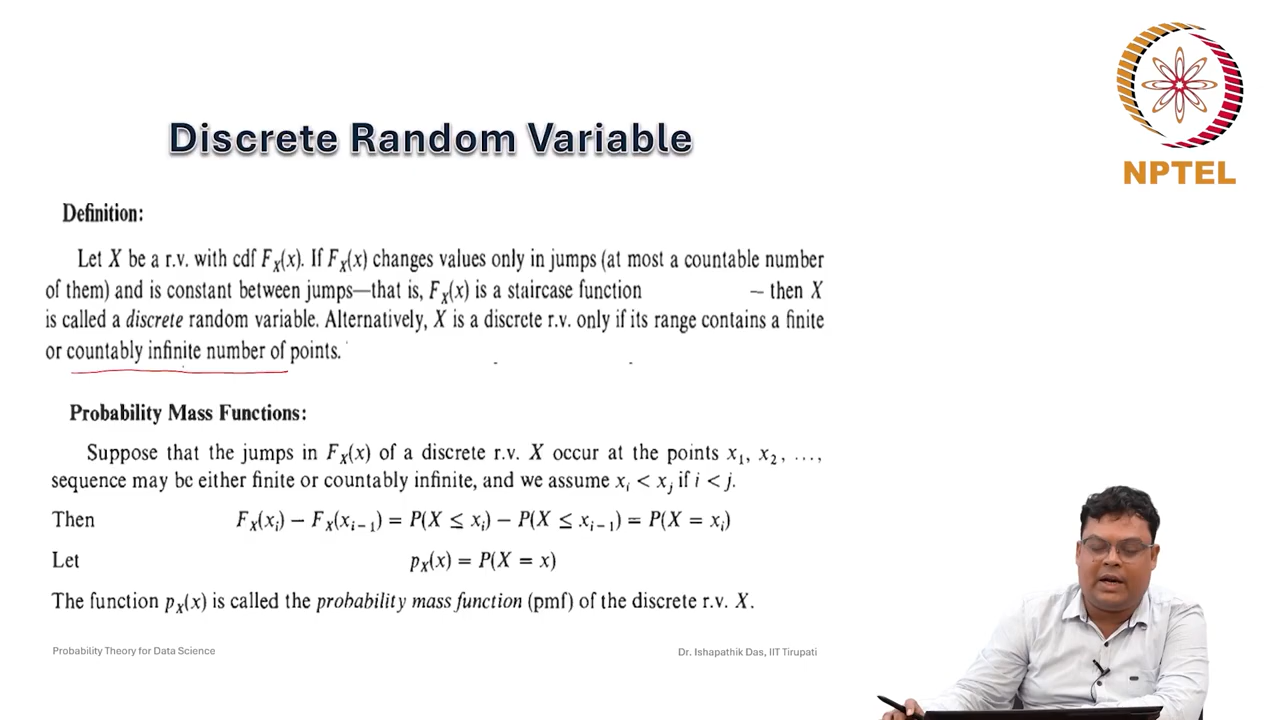 NPTEL
Discrete Random Variable
Definition:
Let X be a r.v. with cdf F_X(x). If F_X(x) changes values only in jumps (at most a countable number
of them) and is constant between jumps—that is, F_X(x) is a staircase function — then X
is called a discrete random variable. Alternatively, X is a discrete r.v. only if its range contains a finite
or countably infinite number of points.
Probability Mass Functions:
Suppose that the jumps in F_X(x) of a discrete r.v. X occur at the points x₁, x₂, ...,
sequence may be either finite or countably infinite, and we assume x_i < x_j if i < j.
Then F_X(x_i) − F_X(x_{i−1}) = P(X ≤ x_i) − P(X ≤ x_{i−1}) = P(X = x_i)
Let p_X(x) = P(X = x)
The function p_X(x) is called the probability mass function (pmf) of the discrete r.v. X.
Probability Theory for Data Science Dr. Ishapathik Das, IIT Tirupati